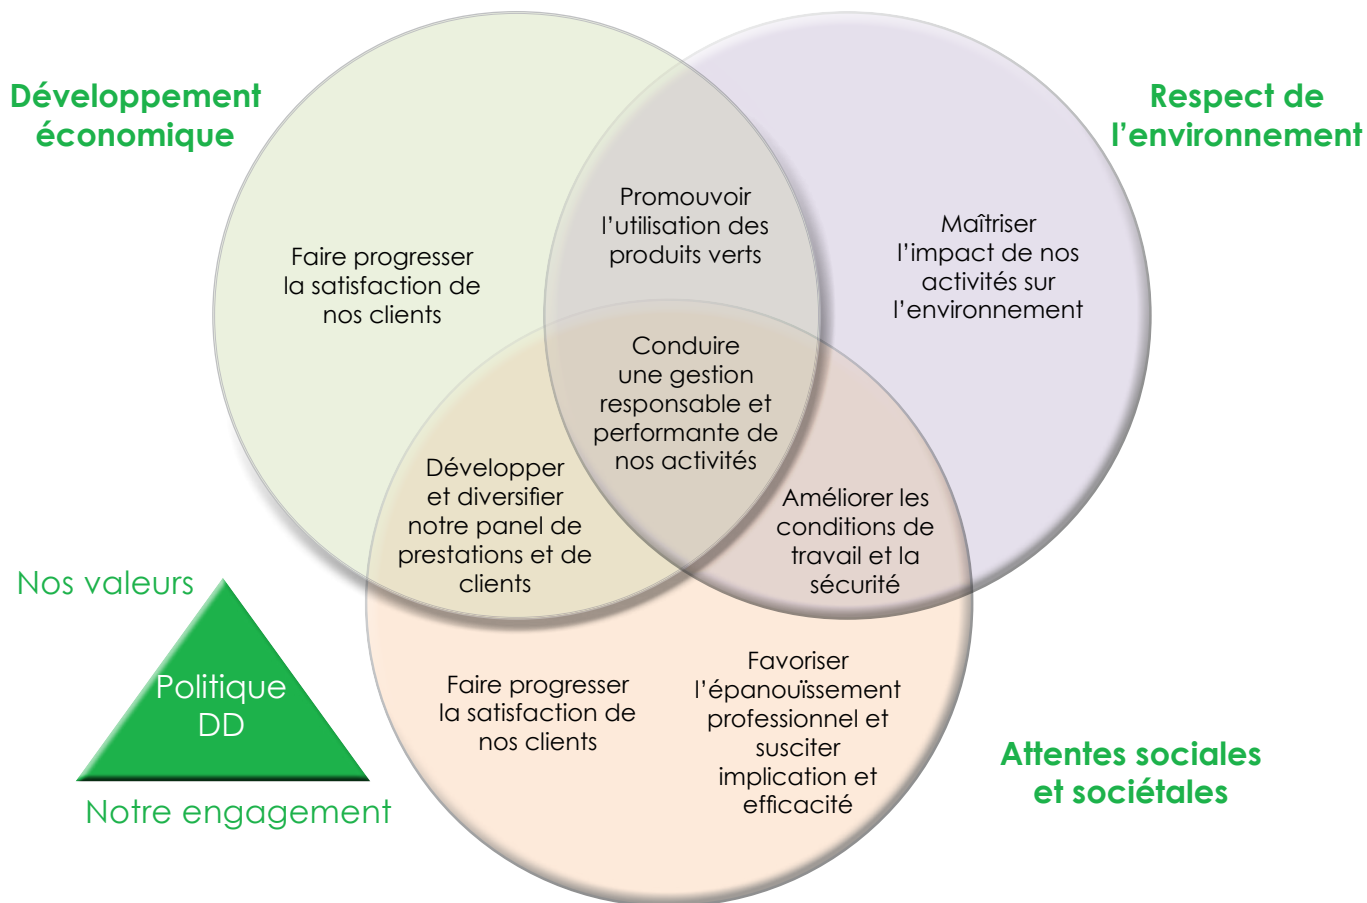 Développement
économique
Respect de
l’environnement
Faire progresser
la satisfaction de
nos clients
Promouvoir
l’utilisation des
produits verts
Maîtriser
l’impact de nos
activités sur
l’environnement
Conduire
une gestion
responsable et
performante de
nos activités
Développer
et diversifier
notre panel de
prestations et de
clients
Améliorer les
conditions de
travail et la
sécurité
Nos valeurs
Politique
DD
Notre engagement
Faire progresser
la satisfaction de
nos clients
Favoriser
l’épanouïssement
professionnel et
susciter
implication et
efficacité
Attentes sociales
et sociétales